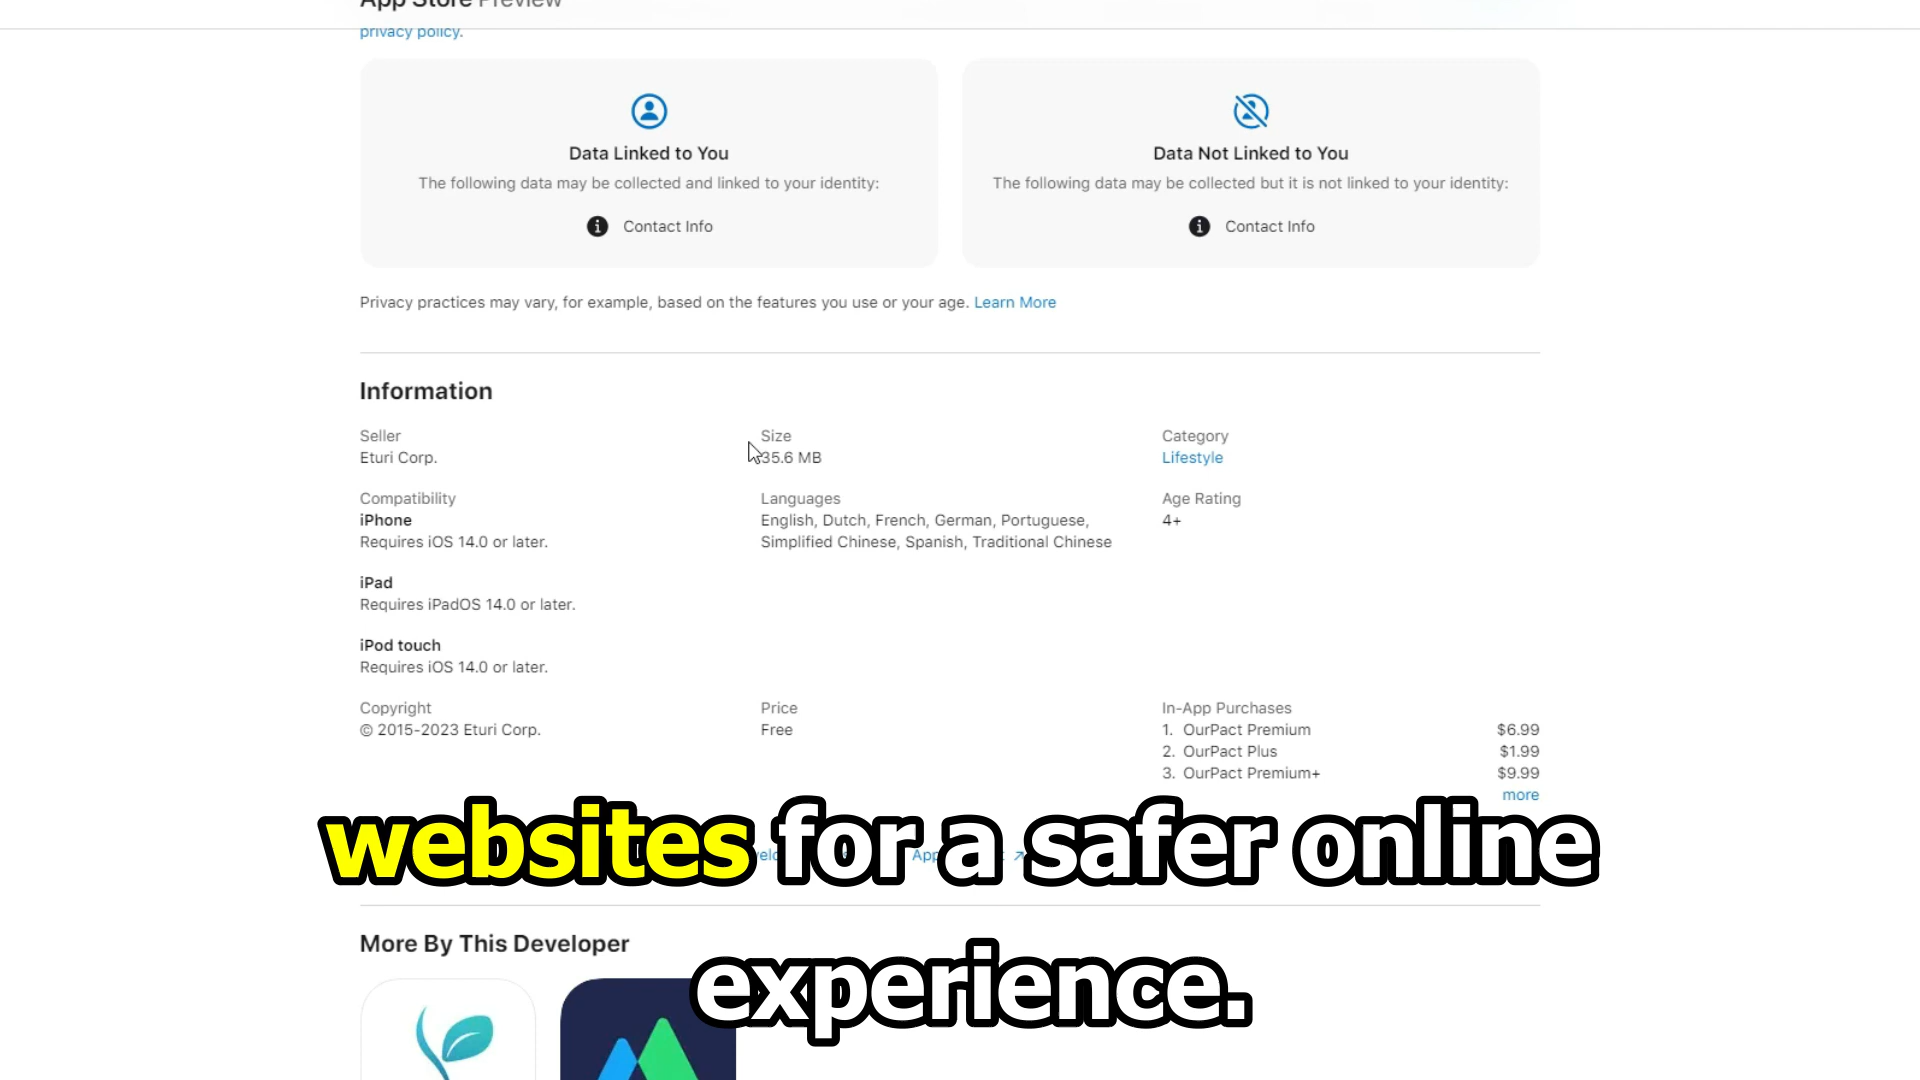 App Store Preview
privacy policy.
Data Linked to You
The following data may be collected and linked to your identity:
Contact Info
Data Not Linked to You
The following data may be collected but it is not linked to your identity:
Contact Info
Privacy practices may vary, for example, based on the features you use or your age. Learn More
Information
Seller
Eturi Corp.
Size
35.6 MB
Category
Lifestyle
Compatibility
iPhone
Requires iOS 14.0 or later.
iPad
Requires iPadOS 14.0 or later.
iPod touch
Requires iOS 14.0 or later.
Languages
English, Dutch, French, German, Portuguese,
Simplified Chinese, Spanish, Traditional Chinese
Age Rating
4+
Copyright
© 2015-2023 Eturi Corp.
Price
Free
In-App Purchases
1. OurPact Premium $6.99
2. OurPact Plus $1.99
3. OurPact Premium+ $9.99
more
websites for a safer online
experience.
More By This Developer